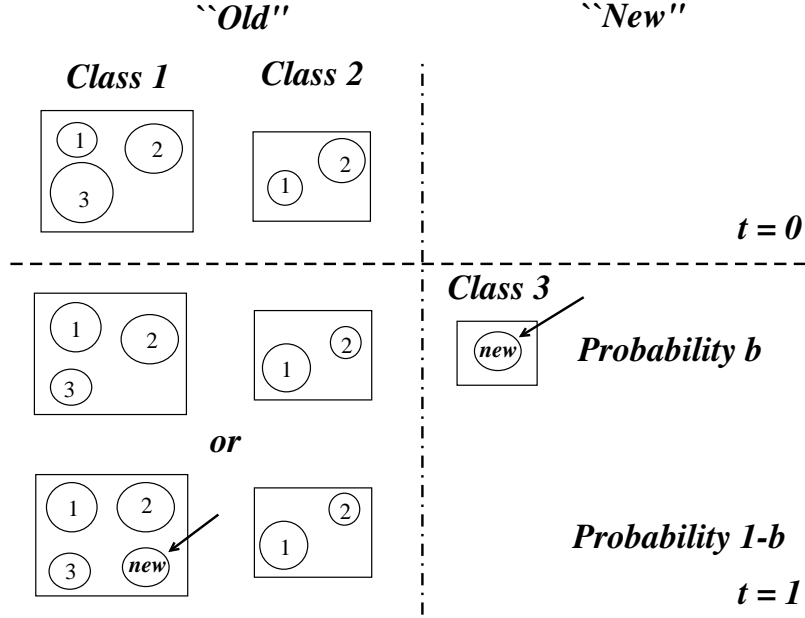 ``Old" ``New"
Class 1 Class 2
1 2 3
1 2
t = 0
Class 3
1 2 3
1 2
new
Probability b
or
1 2 3 new
1 2
Probability 1-b
t = 1